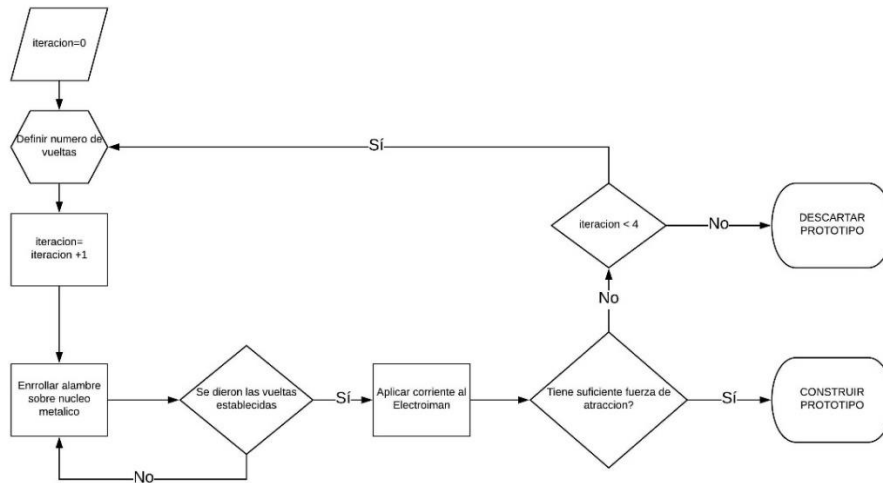 iteracion=0
Definir numero de
vueltas
Sí
iteracion=
iteracion +1
iteracion < 4
No
DESCARTAR
PROTOTIPO
No
Enrrollar alambre
sobre nucleo
metalico
Se dieron las vueltas
establecidas
Sí
Aplicar corriente al
Electroiman
Tiene suficiente fuerza de
atraccion?
Sí
CONSTRUIR
PROTOTIPO
No